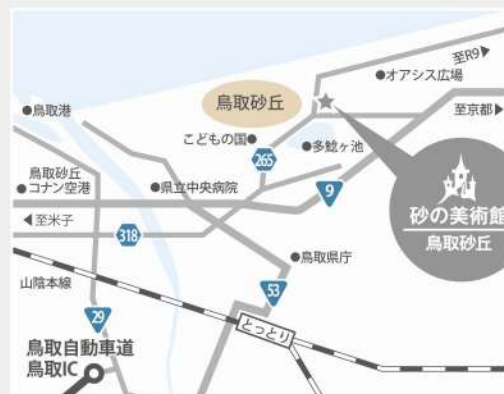 至R9▶
●オアシス広場
鳥取砂丘
●鳥取港
至京都▶
こどもの国●
●多鯰ヶ池
265
鳥取砂丘
●コナン空港
●県立中央病院
9
砂の美術館
鳥取砂丘
◀至米子
318
●鳥取県庁
山陰本線
53
29
とっとり
鳥取自動車道
鳥取IC